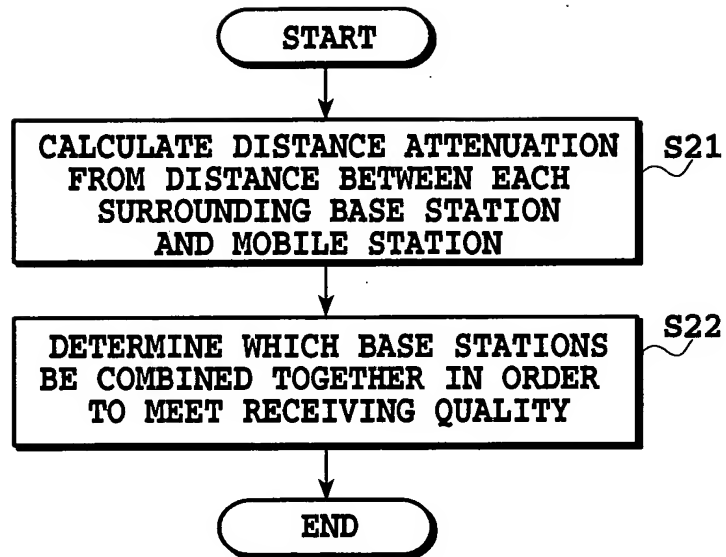 START
CALCULATE DISTANCE ATTENUATION
FROM DISTANCE BETWEEN EACH
SURROUNDING BASE STATION
AND MOBILE STATION
S21
DETERMINE WHICH BASE STATIONS
BE COMBINED TOGETHER IN ORDER
TO MEET RECEIVING QUALITY
S22
END